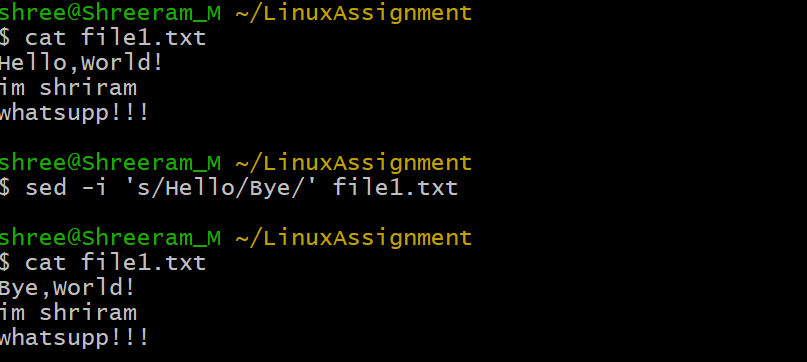 shree@Shreeram_M ~/LinuxAssignment
$ cat file1.txt
Hello,World!
im shriram
whatsupp!!!
shree@Shreeram_M ~/LinuxAssignment
$ sed -i 's/Hello/Bye/' file1.txt
shree@Shreeram_M ~/LinuxAssignment
$ cat file1.txt
Bye,World!
im shriram
whatsupp!!!